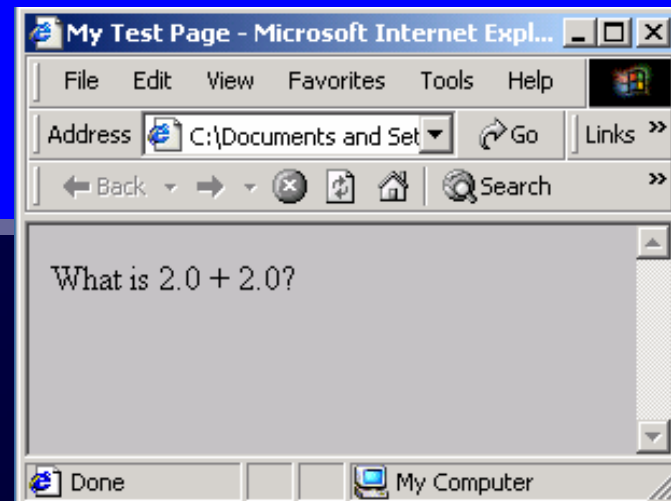 My Test Page - Microsoft Internet Expl...
File Edit View Favorites Tools Help
Address C:\Documents and Set Go Links »
Back Search »
What is 2.0 + 2.0?
Done My Computer